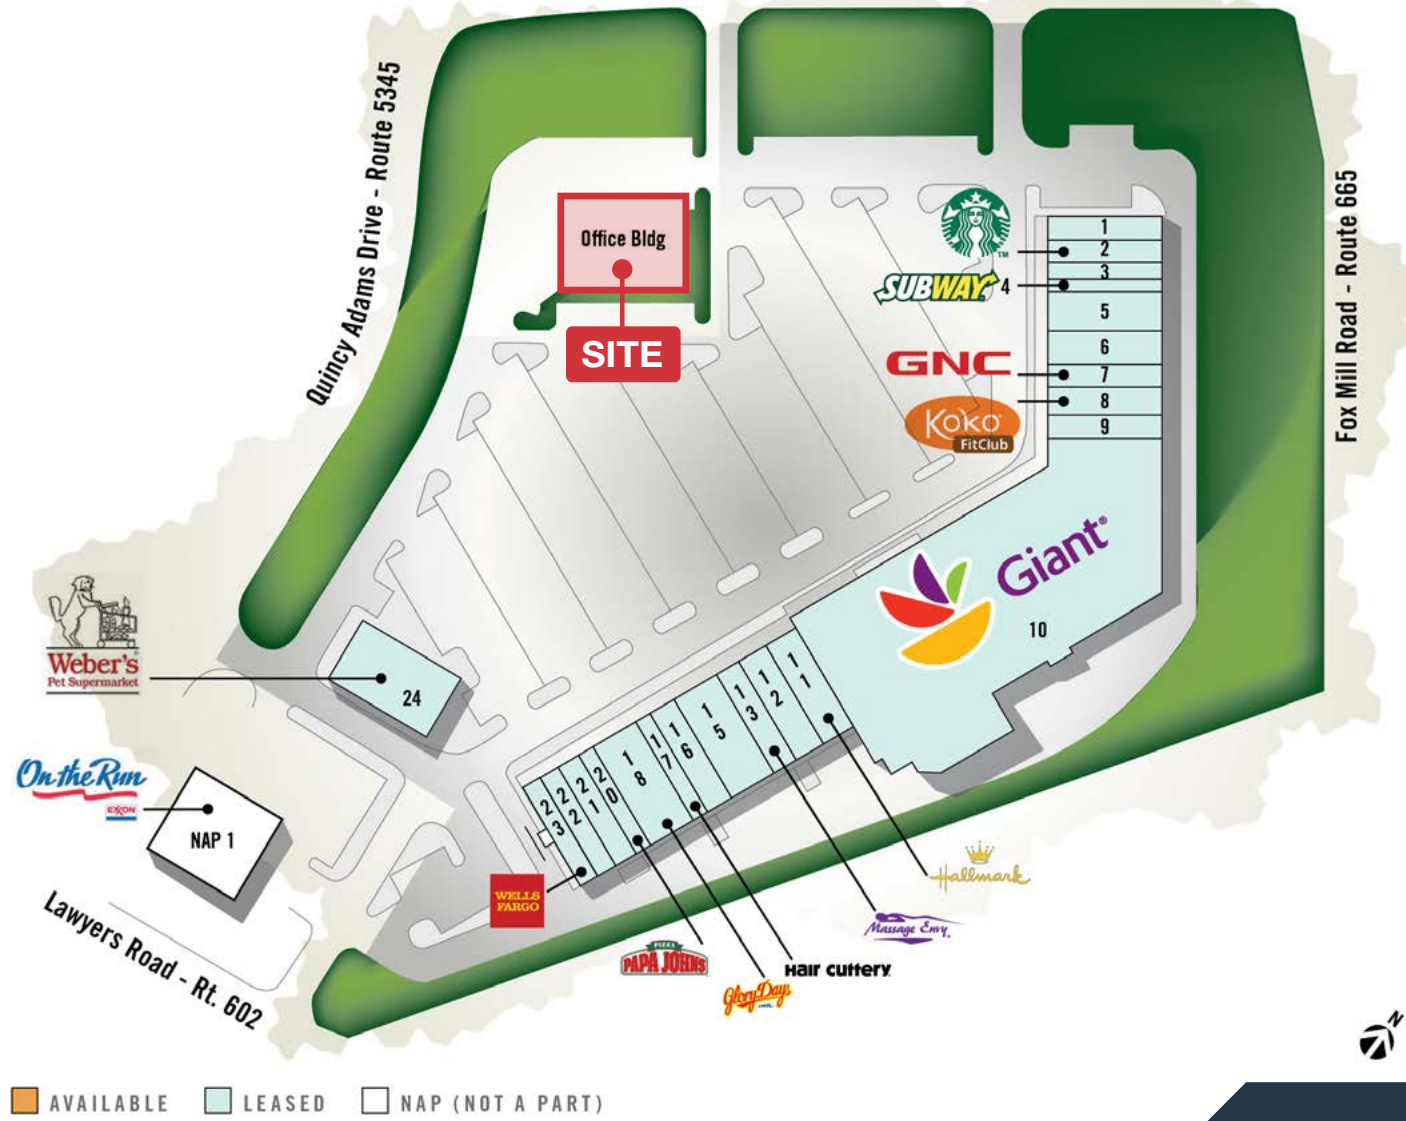 Quincy Adams Drive - Route 5345
Fox Mill Road - Route 665
Office Bldg
SITE
TM
SUBWAY
4
GNC
KOKO
FitClub
1
2
3
5
6
7
8
9
Giant
10
Weber's
Pet Supermarket
24
On the Run
EXXON
NAP 1
Lawyers Road - Rt. 602
11
12
13
15
16
17
18
20
21
22
23
WELLS
FARGO
PIZZA
PAPA JOHNS
Glory Days
Hair Cuttery
Massage Envy
Hallmark
N
AVAILABLE
LEASED
NAP (NOT A PART)